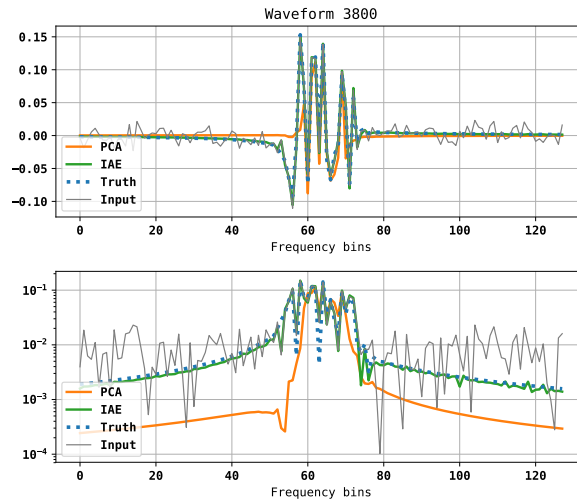 Waveform 3800
0.15
0.10
0.05
0.00
−0.05
−0.10
PCA
IAE
Truth
Input
0 20 40 60 80 100 120
Frequency bins
10⁻¹
10⁻²
10⁻³
10⁻⁴
PCA
IAE
Truth
Input
0 20 40 60 80 100 120
Frequency bins